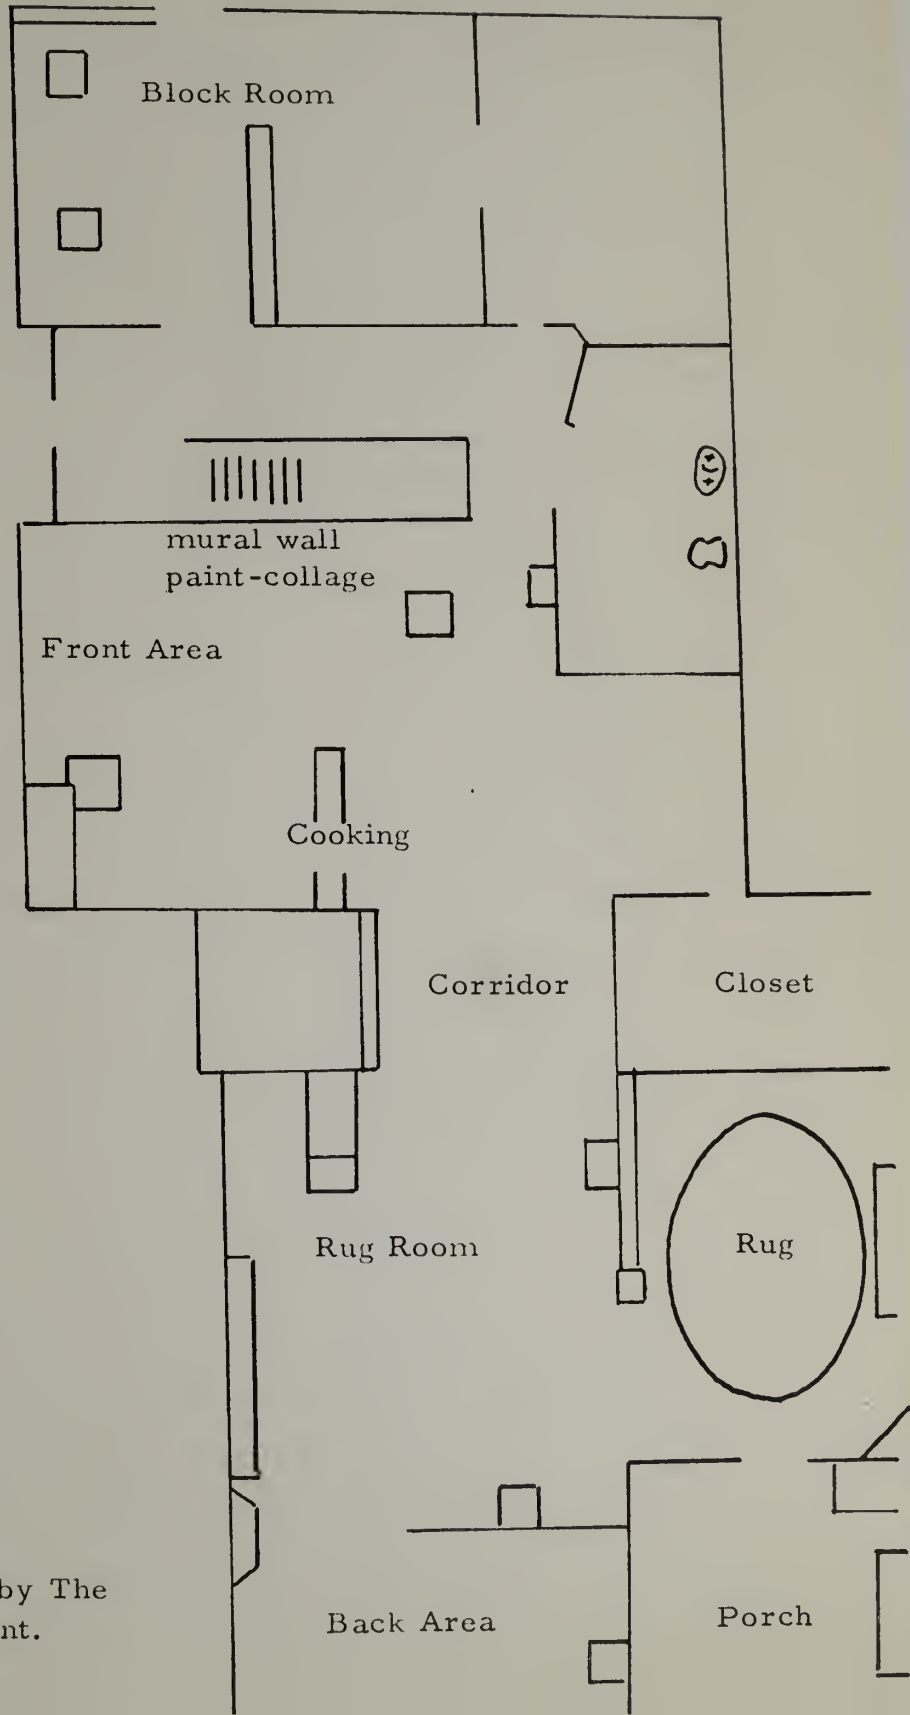 Block Room
mural wall
paint-collage
Front Area
Cooking
Corridor
Closet
Rug Room
Rug
by The
nt.
Back Area
Porch